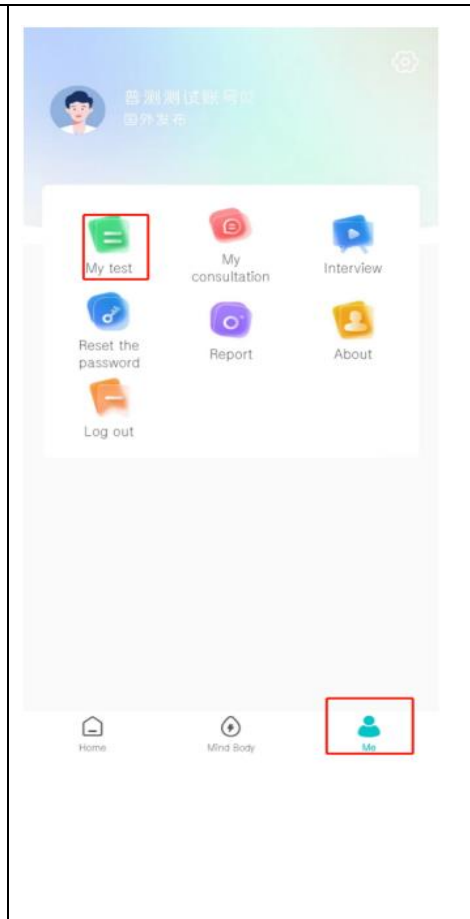 普测测试账号02
国外发布
My test
My
consultation
Interview
Reset the
password
Report
About
Log out
Home
Mind Body
Me